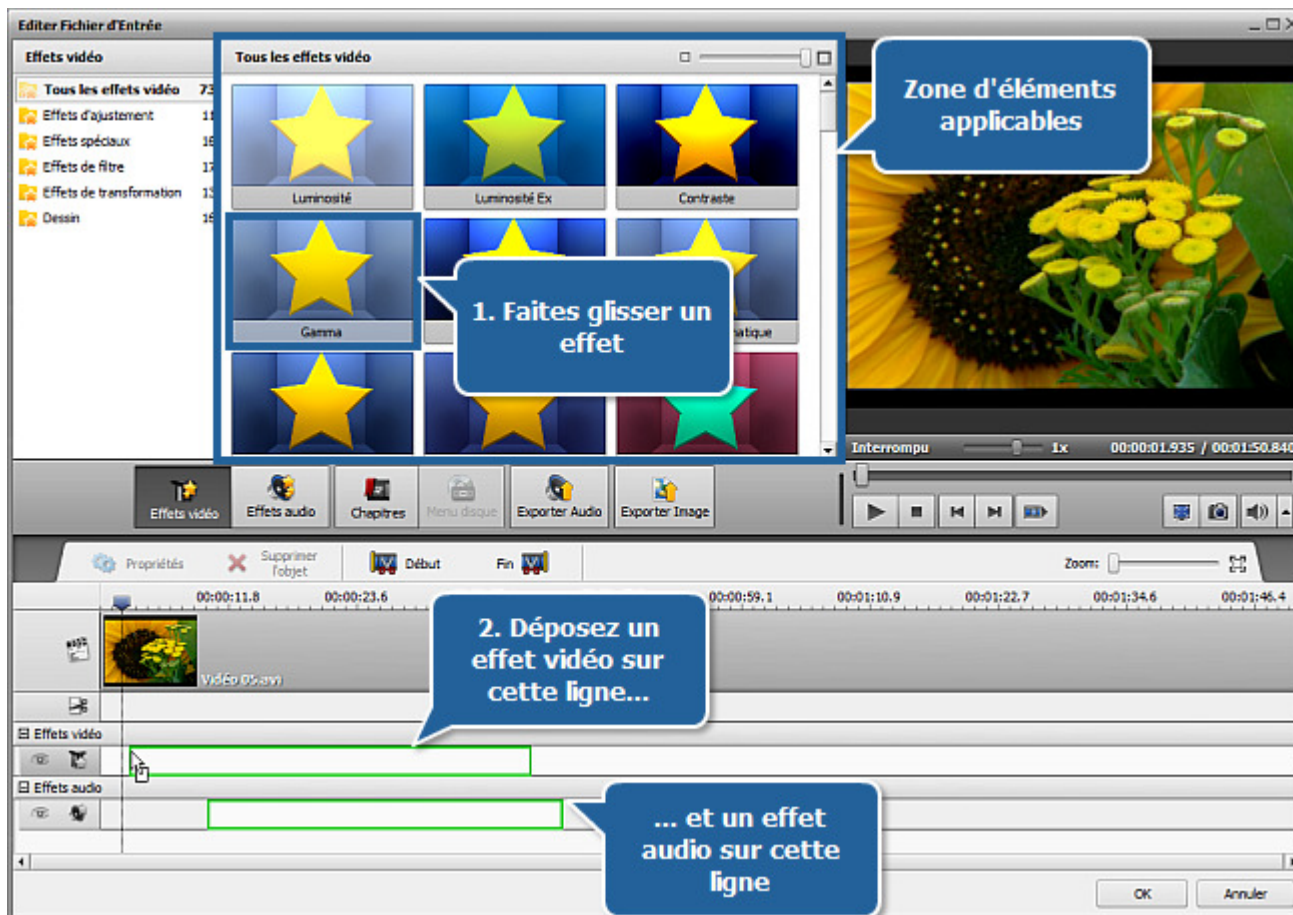 Editer Fichier d'Entrée
Effets vidéo
Tous les effets vidéo
Tous les effets vidéo 73
Effets d'ajustement 11
Effets spéciaux 16
Effets de filtre 17
Effets de transformation 13
Dessin 16
Luminosité
Luminosité Ex
Contraste
Gamma
Zone d'éléments
applicables
1. Faites glisser un
effet
Interrompu
1x
00:00:01.935 / 00:01:50.840
Effets vidéo
Effets audio
Chapitres
Menu disque
Exporter Audio
Exporter Image
Propriétés
Supprimer
l'objet
Début
Fin
Zoom:
00:00:11.8
00:00:23.6
00:00:59.1
00:01:10.9
00:01:22.7
00:01:34.6
00:01:46.4
Vidéo 05.avi
2. Déposez un
effet vidéo sur
cette ligne...
Effets vidéo
Effets audio
... et un effet
audio sur cette
ligne
OK
Annuler